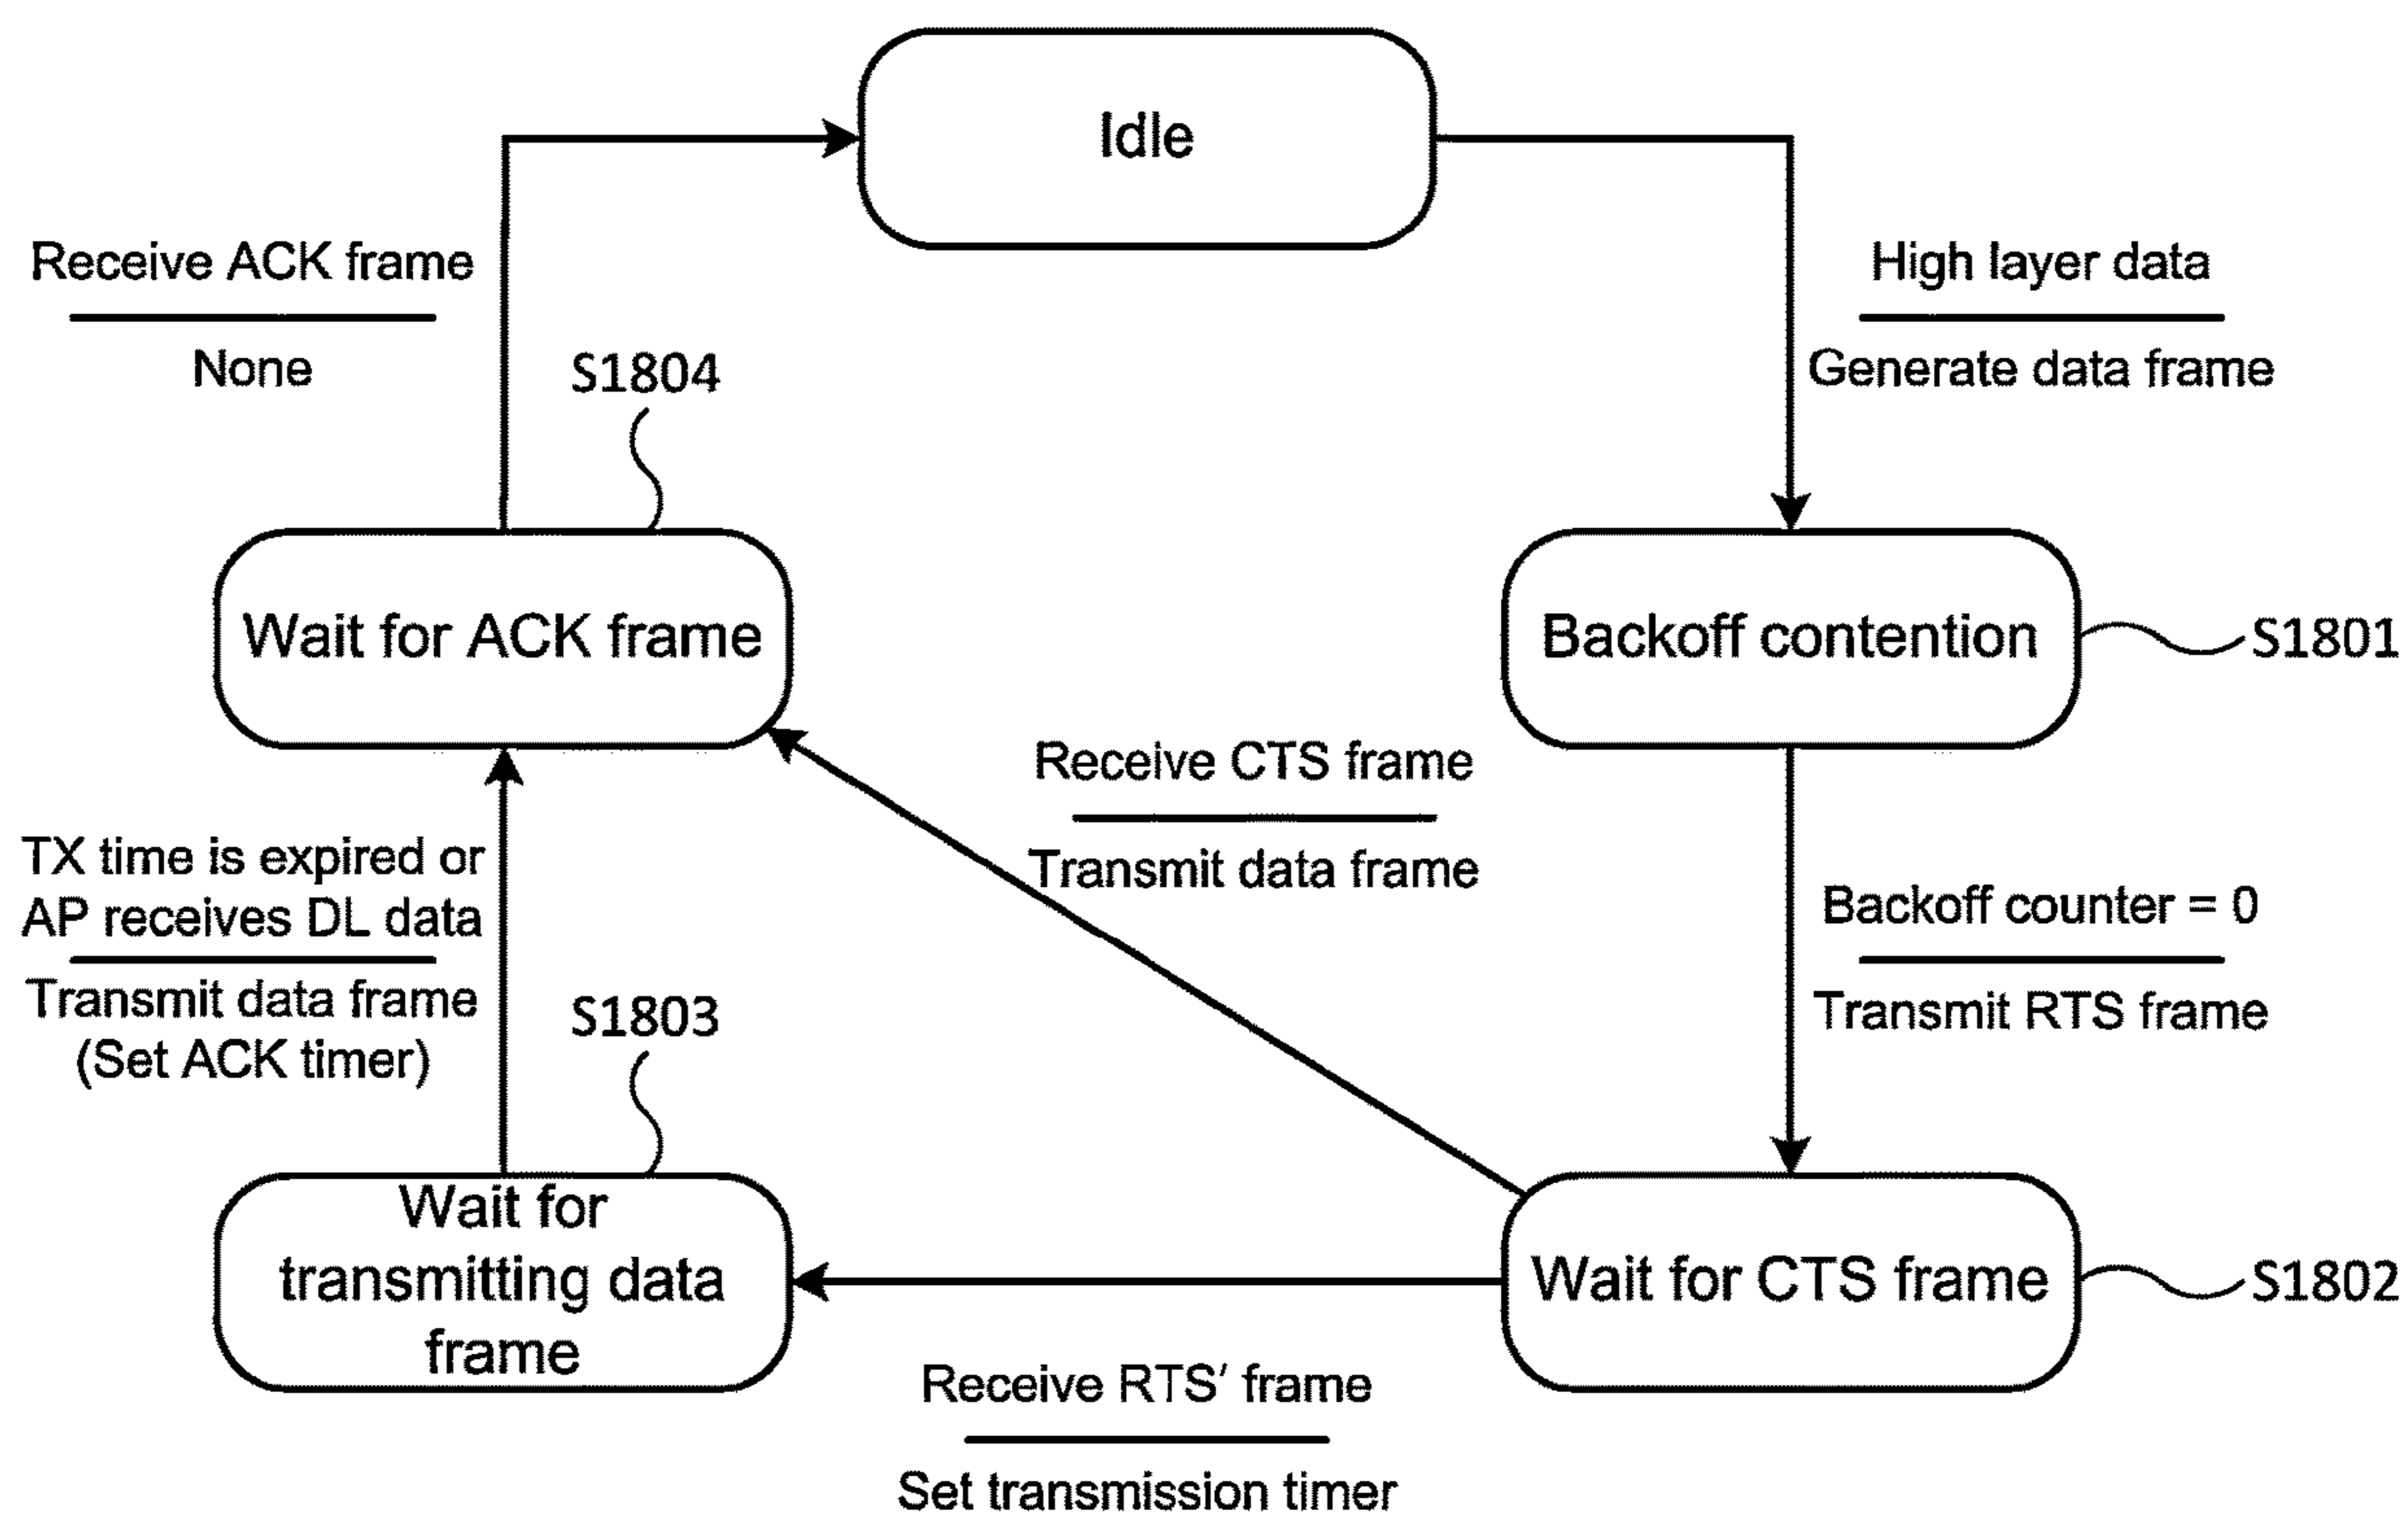 Idle
Receive ACK frame
None
High layer data
Generate data frame
S1804
Wait for ACK frame
Backoff contention
S1801
Receive CTS frame
Transmit data frame
TX time is expired or
AP receives DL data
Transmit data frame
(Set ACK timer)
Backoff counter = 0
Transmit RTS frame
S1803
Wait for
transmitting data
frame
Wait for CTS frame
S1802
Receive RTS′ frame
Set transmission timer